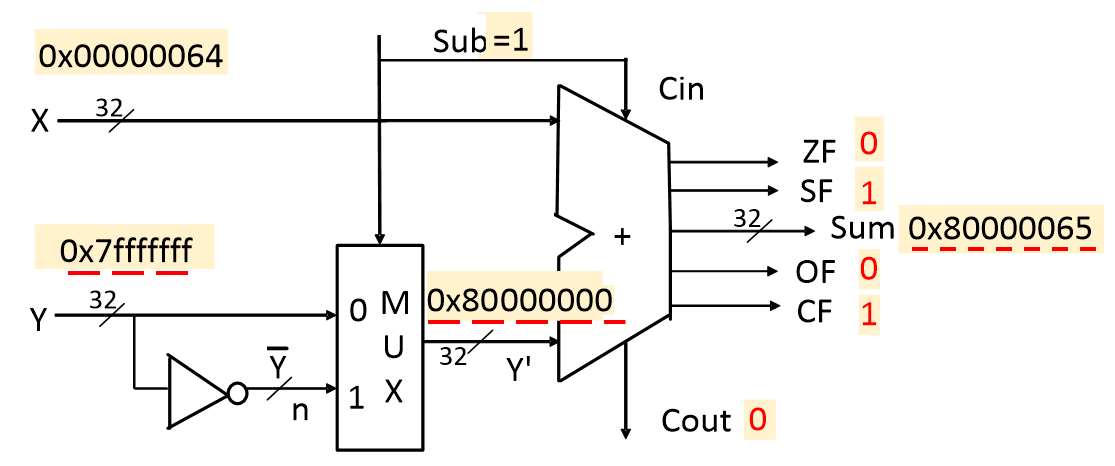 0x00000064
Sub=1
Cin
32
X
ZF 0
SF 1
32
Sum 0x80000065
+
0x7fffffff
OF 0
32
0 M 0x80000000
CF 1
Y
U
32
Y'
Y̅
1 X
n
Cout 0